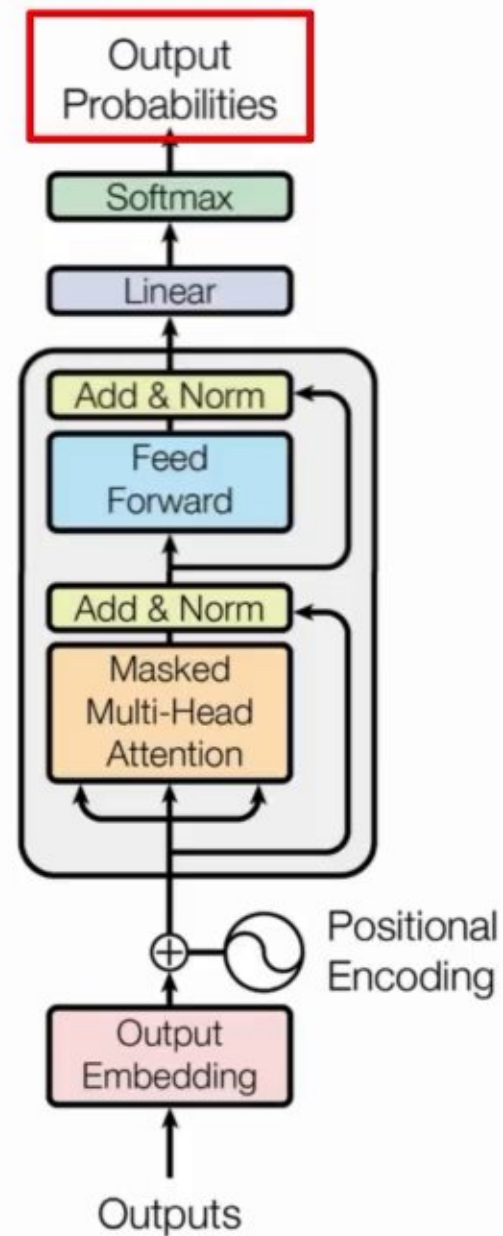 Output
Probabilities
Softmax
Linear
Add & Norm
Feed
Forward
Add & Norm
Masked
Multi-Head
Attention
Positional
Encoding
Output
Embedding
Outputs